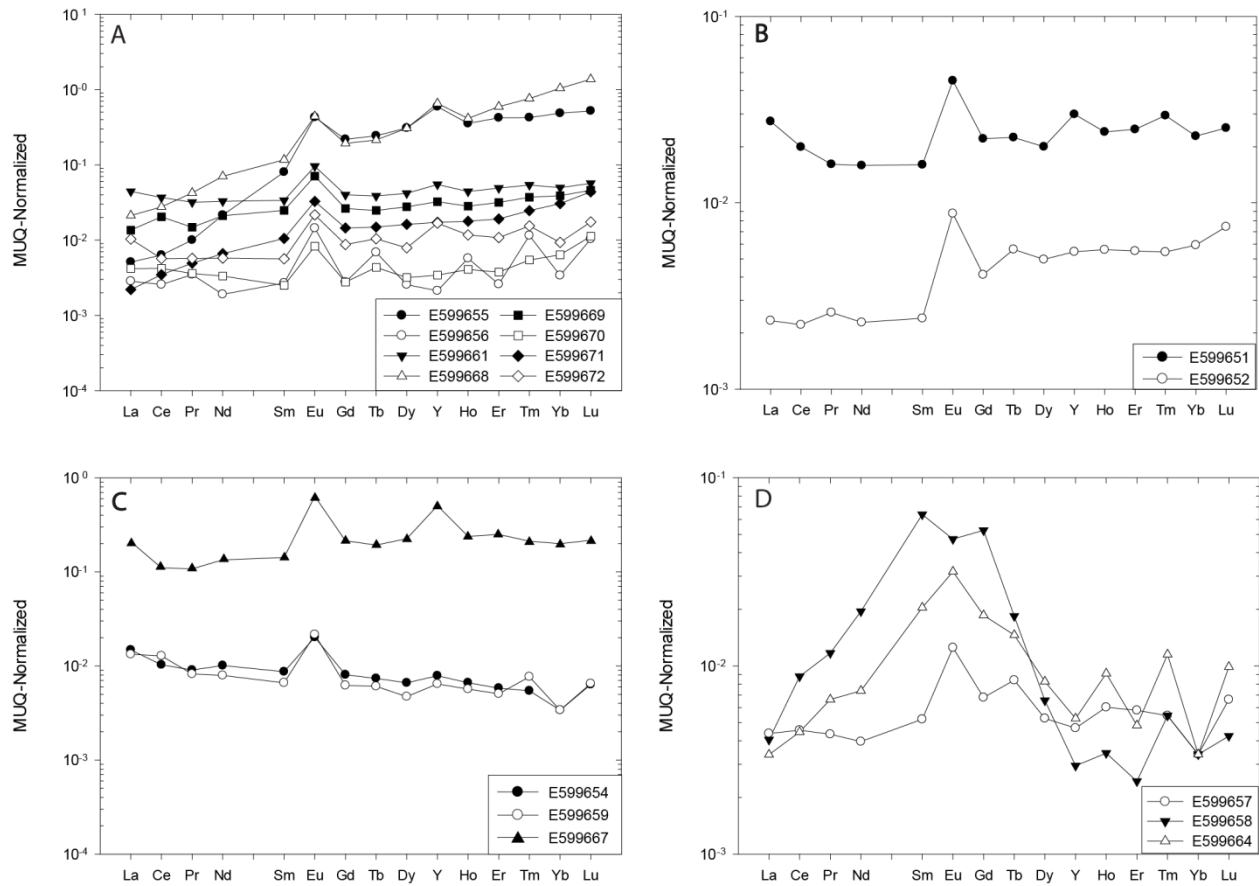 A
MUQ-Normalized
10¹
10⁻⁰
10⁻¹
10⁻²
10⁻³
10⁻⁴
E599655 E599669
E599656 E599670
E599661 E599671
E599668 E599672
La Ce Pr Nd Sm Eu Gd Tb Dy Y Ho Er Tm Yb Lu
B
MUQ-Normalized
10⁻¹
10⁻²
10⁻³
E599651
E599652
La Ce Pr Nd Sm Eu Gd Tb Dy Y Ho Er Tm Yb Lu
C
MUQ-Normalized
10⁰
10⁻¹
10⁻²
10⁻³
10⁻⁴
E599654
E599659
E599667
La Ce Pr Nd Sm Eu Gd Tb Dy Y Ho Er Tm Yb Lu
D
MUQ-Normalized
10⁻¹
10⁻²
10⁻³
E599657
E599658
E599664
La Ce Pr Nd Sm Eu Gd Tb Dy Y Ho Er Tm Yb Lu